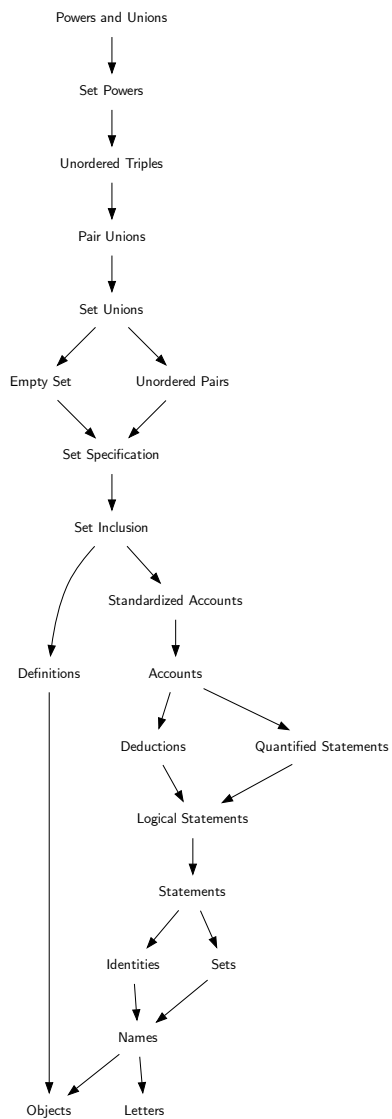 Powers and Unions
Set Powers
Unordered Triples
Pair Unions
Set Unions
Empty Set
Unordered Pairs
Set Specification
Set Inclusion
Standardized Accounts
Definitions
Accounts
Deductions
Quantified Statements
Logical Statements
Statements
Identities
Sets
Names
Objects
Letters